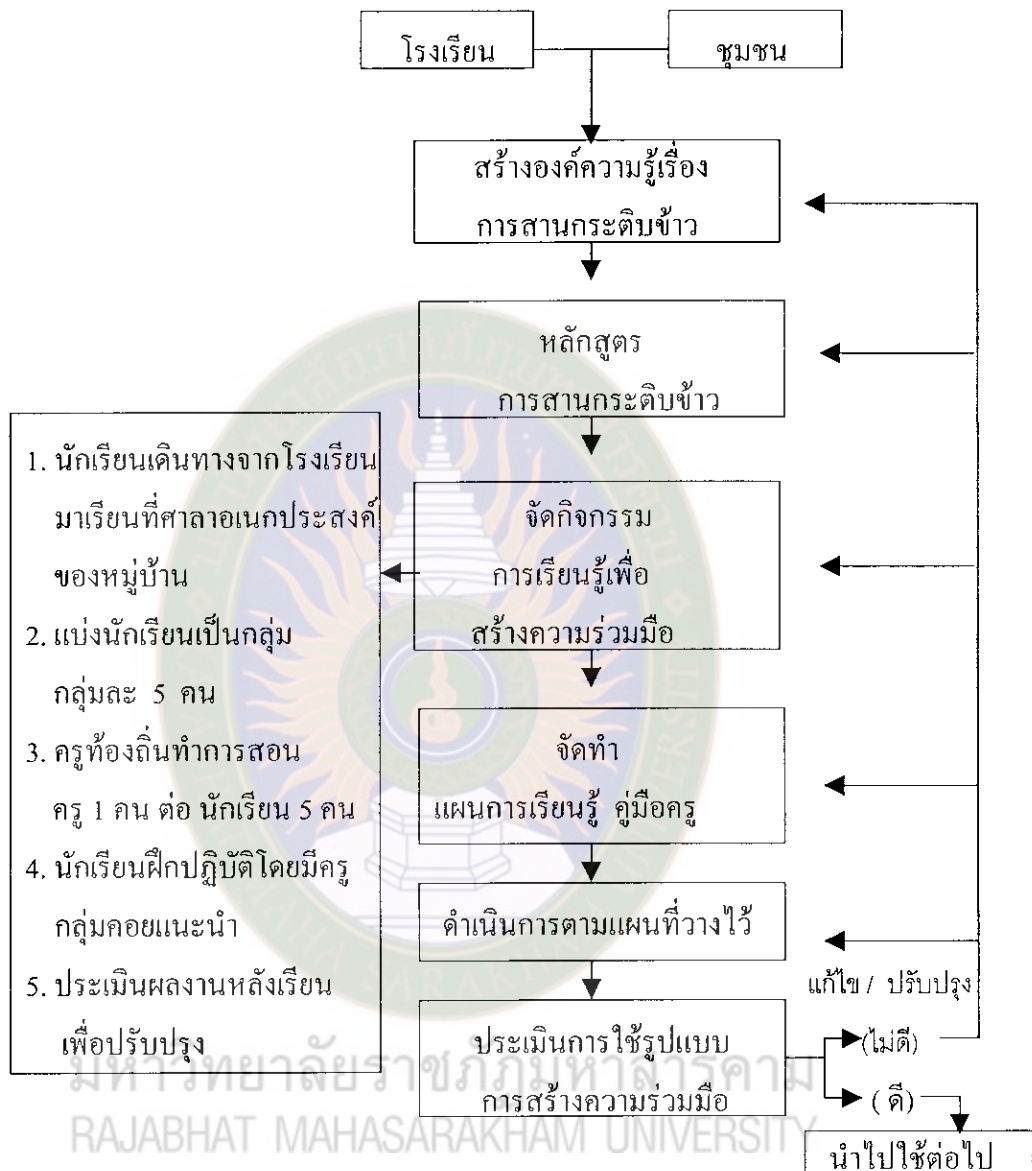 โรงเรียน
ชุมชน
สร้างองค์ความรู้เรื่อง
การสานกระติบข้าว
หลักสูตร
การสานกระติบข้าว
1. นักเรียนเดินทางจากโรงเรียน
มาเรียนที่ศาลาอเนกประสงค์
ของหมู่บ้าน
2. แบ่งนักเรียนเป็นกลุ่ม
กลุ่มละ 5 คน
3. ครูท้องถิ่นทำการสอน
ครู 1 คน ต่อ นักเรียน 5 คน
4. นักเรียนฝึกปฏิบัติโดยมีครู
กลุ่มคอยแนะนำ
5. ประเมินผลงานหลังเรียน
เพื่อปรับปรุง
จัดกิจกรรม
การเรียนรู้เพื่อ
สร้างความร่วมมือ
จัดทำ
แผนการเรียนรู้ คู่มือครู
ดำเนินการตามแผนที่วางไว้
แก้ไข / ปรับปรุง
ประเมินการใช้รูปแบบ
การสร้างความร่วมมือ
(ไม่ดี)
( ดี)
นำไปใช้ต่อไป
มหาวิทยาลัยราชภัฏมหาสารคาม
RAJABHAT MAHASARAKHAM UNIVERSITY